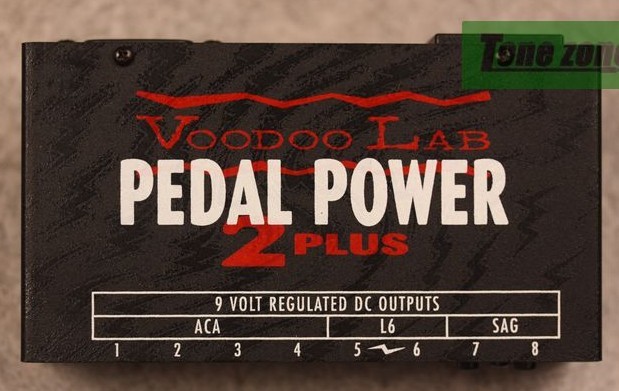 Tone zone
VOODOO LAB
PEDAL POWER
2 PLUS
9 VOLT REGULATED DC OUTPUTS
ACA L6 SAG
1 2 3 4 5 6 7 8